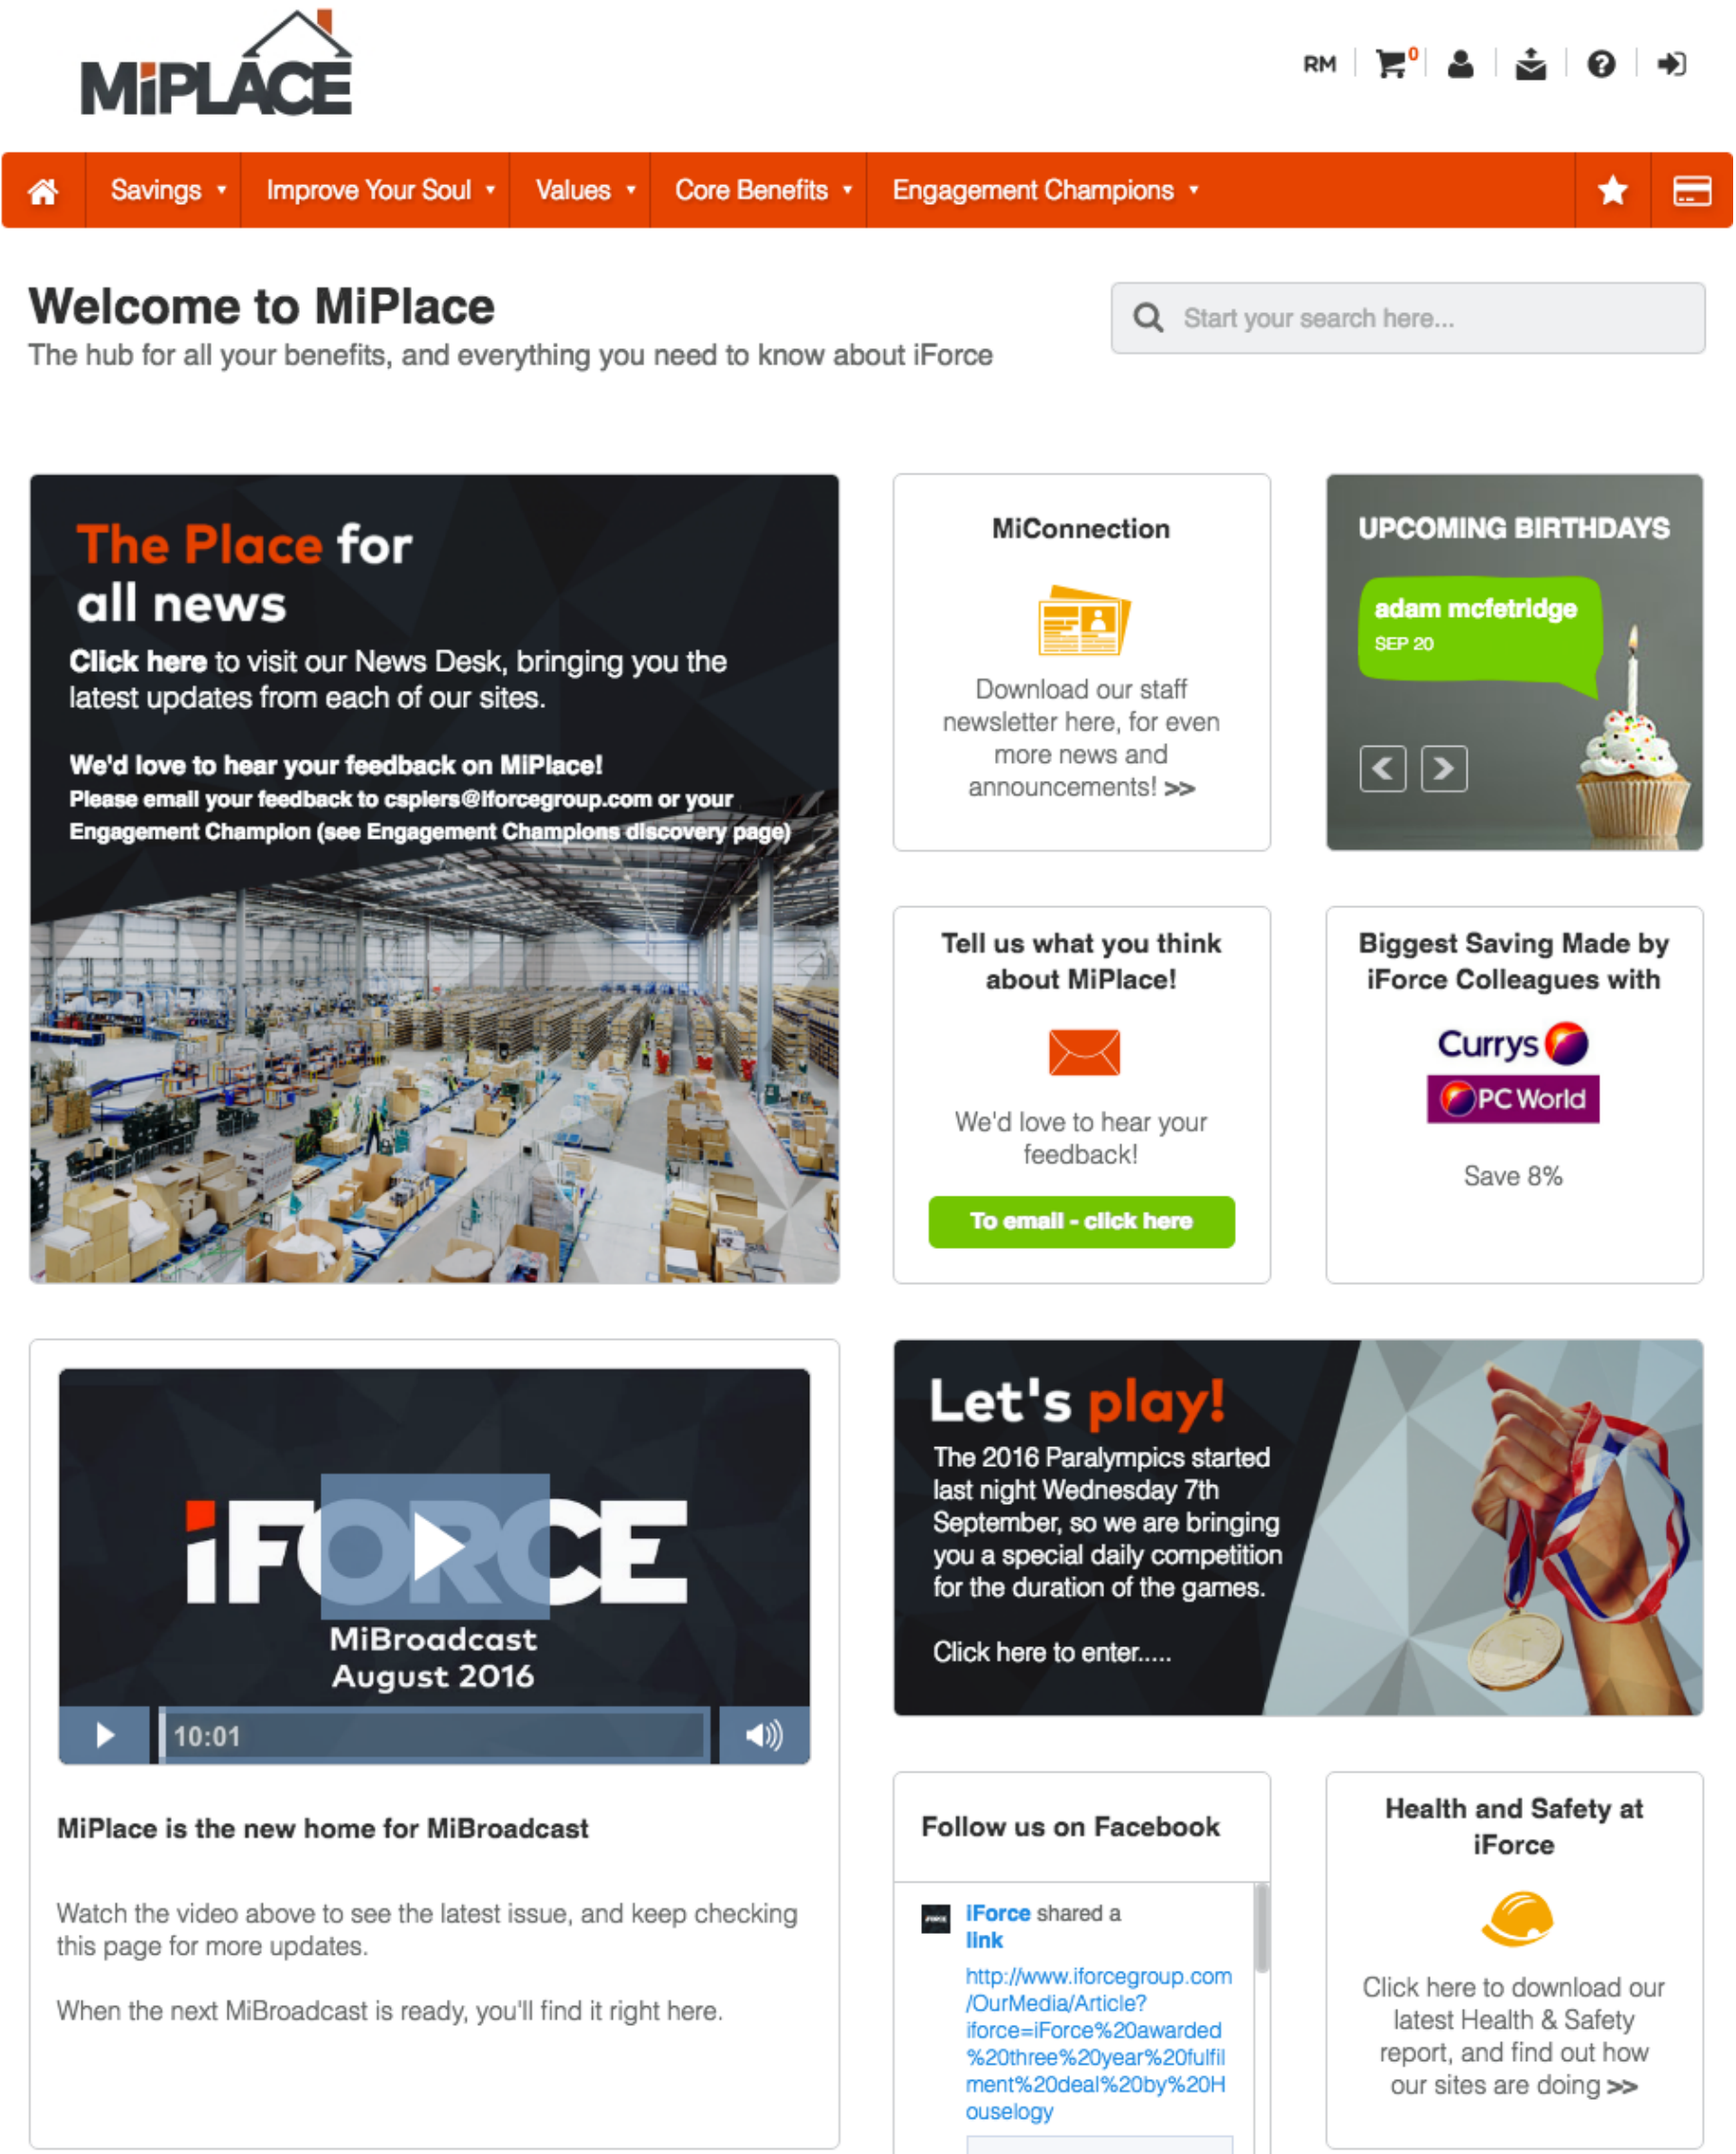 MiPLACE
RM
0
Savings
Improve Your Soul
Values
Core Benefits
Engagement Champions
Welcome to MiPlace
The hub for all your benefits, and everything you need to know about iForce
Start your search here...
The Place for
all news
Click here to visit our News Desk, bringing you the
latest updates from each of our sites.
We'd love to hear your feedback on MiPlace!
Please email your feedback to cspiers@iforcegroup.com or your
Engagement Champion (see Engagement Champions discovery page)
MiConnection
Download our staff
newsletter here, for even
more news and
announcements! >>
UPCOMING BIRTHDAYS
adam mcfetridge
SEP 20
Tell us what you think
about MiPlace!
We'd love to hear your
feedback!
To email - click here
Biggest Saving Made by
iForce Colleagues with
Currys
PC World
Save 8%
iFORCE
MiBroadcast
August 2016
10:01
MiPlace is the new home for MiBroadcast
Watch the video above to see the latest issue, and keep checking
this page for more updates.
When the next MiBroadcast is ready, you'll find it right here.
Let's play!
The 2016 Paralympics started
last night Wednesday 7th
September, so we are bringing
you a special daily competition
for the duration of the games.
Click here to enter.....
Follow us on Facebook
iFORCE
iForce shared a
link
http://www.iforcegroup.com
/OurMedia/Article?
iforce=iForce%20awarded
%20three%20year%20fulfil
ment%20deal%20by%20H
ouselogy
Health and Safety at
iForce
Click here to download our
latest Health & Safety
report, and find out how
our sites are doing >>